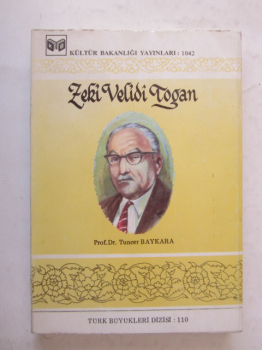 KÜLTÜR BAKANLIĞI YAYINLARI : 1042
Zeki Velidi Togan
Prof.Dr. Tuncer BAYKARA
TÜRK BÜYÜKLERİ DİZİSİ : 110